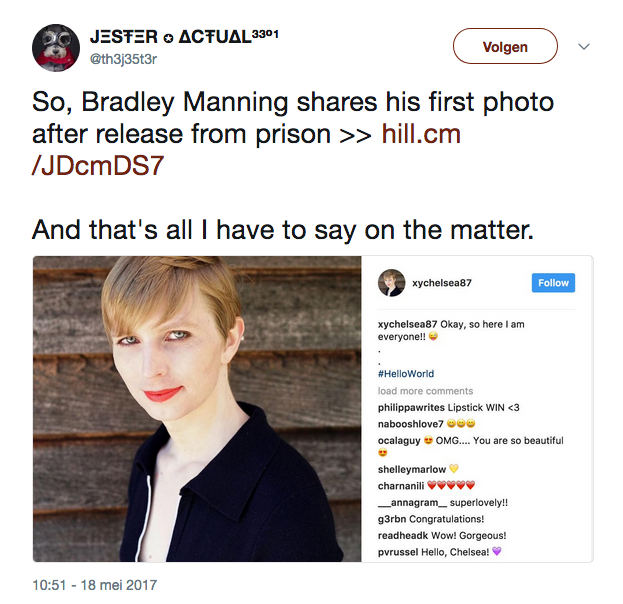 JΞSŦΞR ✪ ΔCŦUΔL³³º¹
@th3j35t3r
Volgen
So, Bradley Manning shares his first photo
after release from prison >> hill.cm
/JDcmDS7
And that's all I have to say on the matter.
xychelsea87
Follow
xychelsea87 Okay, so here I am
everyone!! 😜
.
.
#HelloWorld
load more comments
philippawrites Lipstick WIN <3
nabooshlove7 😄😄😄
ocalaguy 😍 OMG.... You are so beautiful
😍
shelleymarlow 💛
charnanili ❤️❤️❤️❤️❤️
__annagram__ superlovely!!
g3rbn Congratulations!
readheadk Wow! Gorgeous!
pvrussel Hello, Chelsea! 💜
10:51 - 18 mei 2017